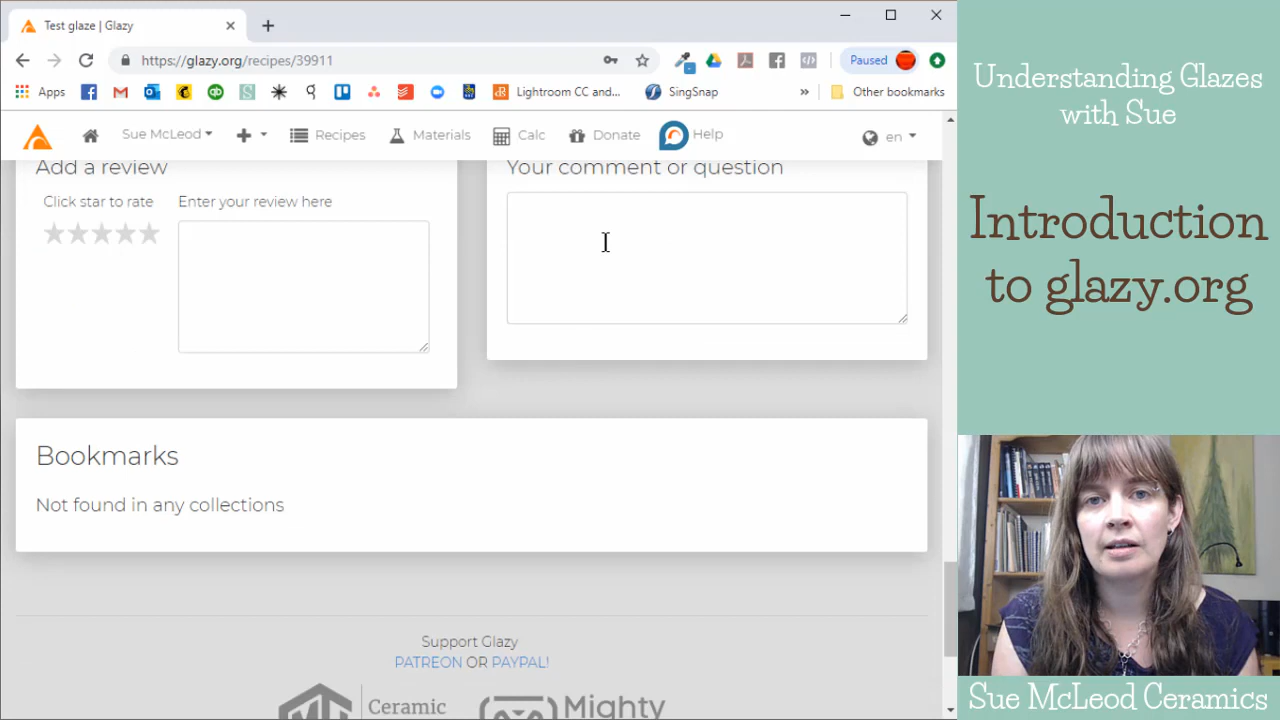 Test glaze | Glazy
https://glazy.org/recipes/39911
Paused
Apps
Lightroom CC and...
SingSnap
»
Other bookmarks
Sue McLeod
Recipes
Materials
Calc
Donate
Help
en
Add a review
Click star to rate
Enter your review here
Your comment or question
Bookmarks
Not found in any collections
Support Glazy
PATREON OR PAYPAL!
Ceramic
Mighty
Understanding Glazes
with Sue
Introduction
to glazy.org
Sue McLeod Ceramics